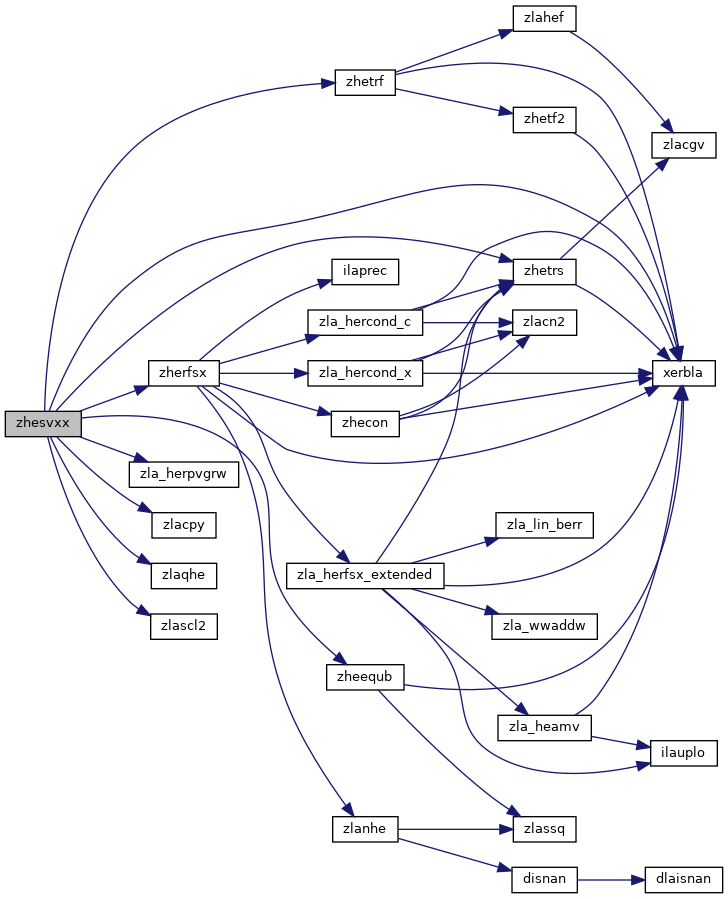 zlahef
zhetrf
zhetf2
zlacgv
ilaprec
zhetrs
zla_hercond_c
zlacn2
zherfsx
zla_hercond_x
xerbla
zhesvxx
zhecon
zla_herpvgrw
zlacpy
zla_lin_berr
zlaqhe
zla_herfsx_extended
zlascl2
zla_wwaddw
zheequb
zla_heamv
ilauplo
zlanhe
zlassq
disnan
dlaisnan